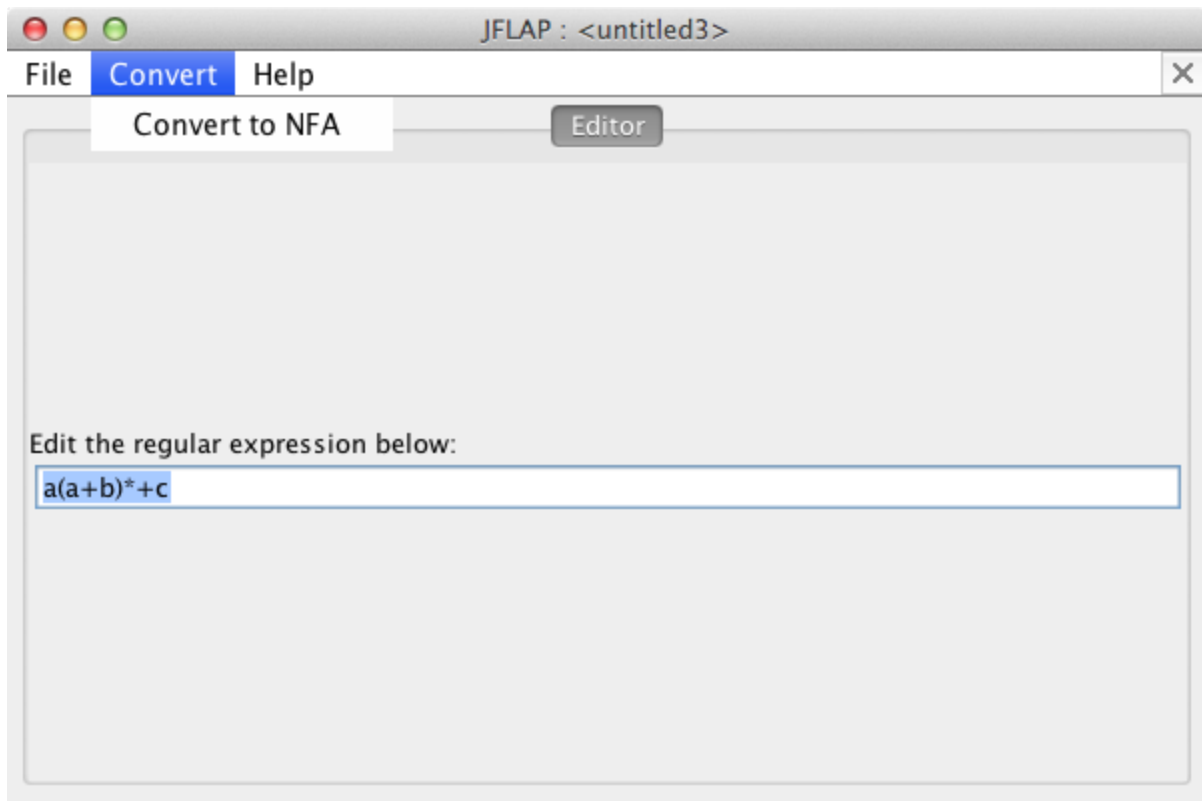 JFLAP : <untitled3>
File Convert Help
Convert to NFA
Editor
Edit the regular expression below:
a(a+b)*+c